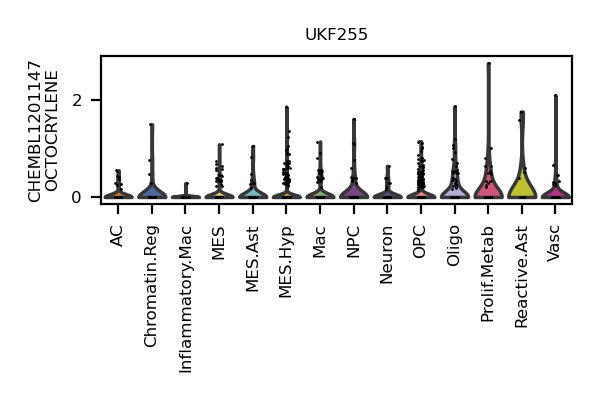 UKF255
CHEMBL1201147
OCTOCRYLENE
2
0
AC
Chromatin.Reg
Inflammatory.Mac
MES
MES.Ast
MES.Hyp
Mac
NPC
Neuron
OPC
Oligo
Prolif.Metab
Reactive.Ast
Vasc